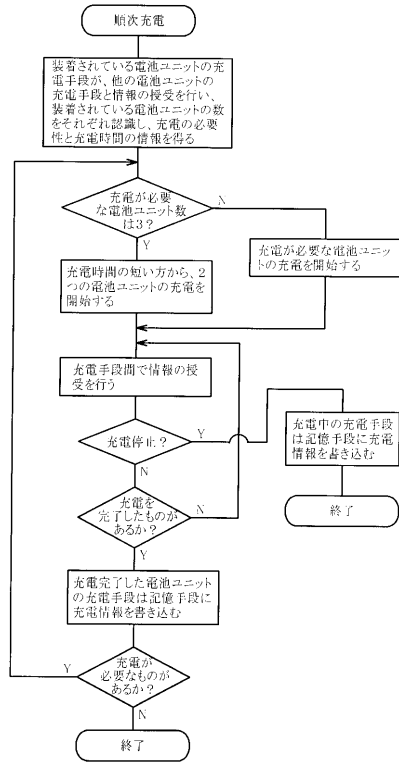 順次充電
装着されている電池ユニットの充
電手段が、他の電池ユニットの
充電手段と情報の授受を行い、
装着されている電池ユニットの数
をそれぞれ認識し、充電の必要
性と充電時間の情報を得る
充電が必要
な電池ユニット数
は3?
N
Y
充電時間の短い方から、2
つの電池ユニットの充電を
開始する
充電が必要な電池ユニッ
トの充電を開始する
充電手段間で情報の授
受を行う
充電停止?
Y
N
充電中の充電手段
は記憶手段に充電
情報を書き込む
終了
充電を
完了したものが
あるか?
N
Y
充電完了した電池ユニット
の充電手段は記憶手段に
充電情報を書き込む
充電が
必要なものが
あるか?
Y
N
終了